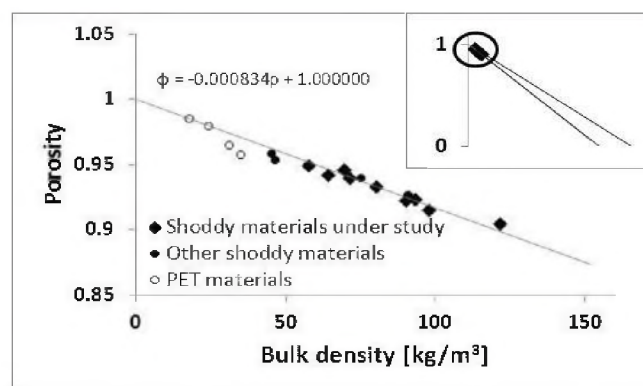 1.05
1
0.95
0.9
0.85
Porosity
ϕ = -0.000834ρ + 1.000000
◆ Shoddy materials under study
● Other shoddy materials
○ PET materials
0
50
100
150
Bulk density [kg/m³]
1
0